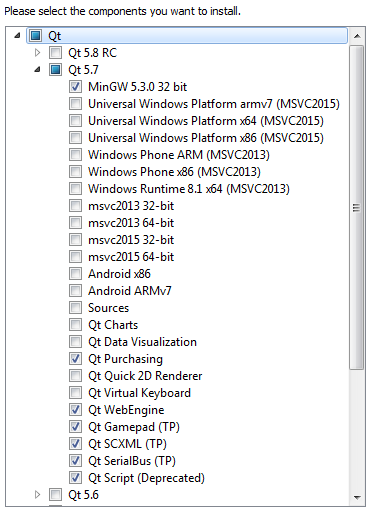 Please select the components you want to install.
Qt
Qt 5.8 RC
Qt 5.7
MinGW 5.3.0 32 bit
Universal Windows Platform armv7 (MSVC2015)
Universal Windows Platform x64 (MSVC2015)
Universal Windows Platform x86 (MSVC2015)
Windows Phone ARM (MSVC2013)
Windows Phone x86 (MSVC2013)
Windows Runtime 8.1 x64 (MSVC2013)
msvc2013 32-bit
msvc2013 64-bit
msvc2015 32-bit
msvc2015 64-bit
Android x86
Android ARMv7
Sources
Qt Charts
Qt Data Visualization
Qt Purchasing
Qt Quick 2D Renderer
Qt Virtual Keyboard
Qt WebEngine
Qt Gamepad (TP)
Qt SCXML (TP)
Qt SerialBus (TP)
Qt Script (Deprecated)
Qt 5.6